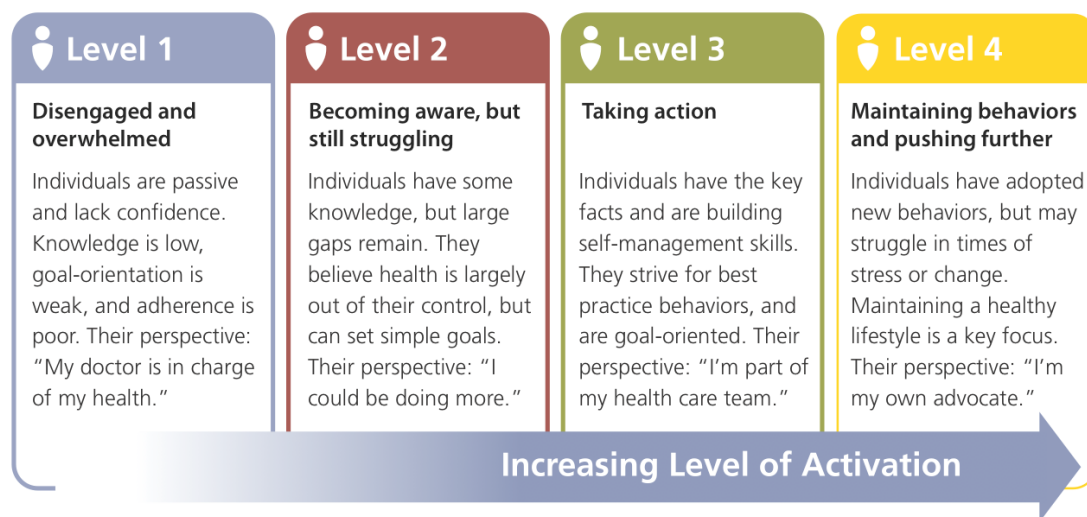 Level 1
Disengaged and
overwhelmed
Individuals are passive
and lack confidence.
Knowledge is low,
goal-orientation is
weak, and adherence is
poor. Their perspective:
“My doctor is in charge
of my health.”
Level 2
Becoming aware, but
still struggling
Individuals have some
knowledge, but large
gaps remain. They
believe health is largely
out of their control, but
can set simple goals.
Their perspective: “I
could be doing more.”
Level 3
Taking action
Individuals have the key
facts and are building
self-management skills.
They strive for best
practice behaviors, and
are goal-oriented. Their
perspective: “I’m part of
my health care team.”
Level 4
Maintaining behaviors
and pushing further
Individuals have adopted
new behaviors, but may
struggle in times of
stress or change.
Maintaining a healthy
lifestyle is a key focus.
Their perspective: “I’m
my own advocate.”
Increasing Level of Activation